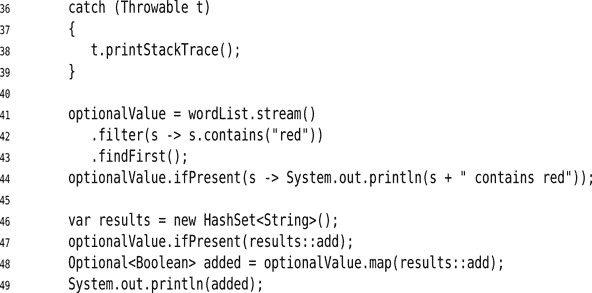 36 catch (Throwable t)
37 {
38 t.printStackTrace();
39 }
40
41 optionalValue = wordList.stream()
42 .filter(s -> s.contains("red"))
43 .findFirst();
44 optionalValue.ifPresent(s -> System.out.println(s + " contains red"));
45
46 var results = new HashSet<String>();
47 optionalValue.ifPresent(results::add);
48 Optional<Boolean> added = optionalValue.map(results::add);
49 System.out.println(added);